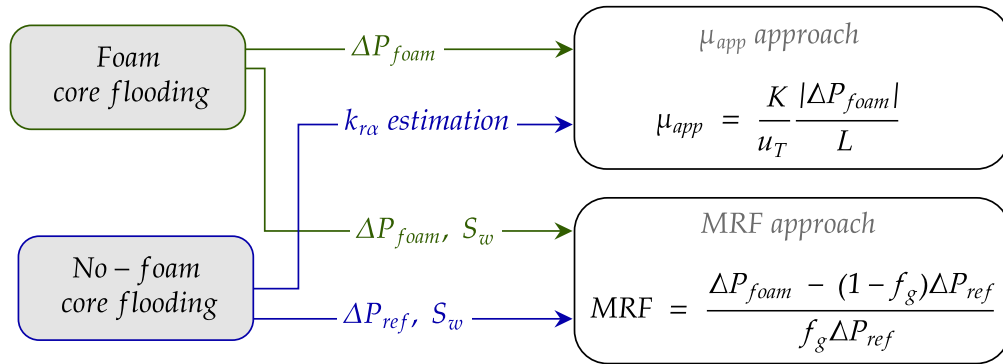 Foam
core flooding
No – foam
core flooding
ΔP_foam
k_rα estimation
ΔP_foam, S_w
ΔP_ref, S_w
μ_app approach
μ_app = K/u_T |ΔP_foam|/L
MRF approach
MRF = (ΔP_foam − (1 − f_g)ΔP_ref)/(f_g ΔP_ref)